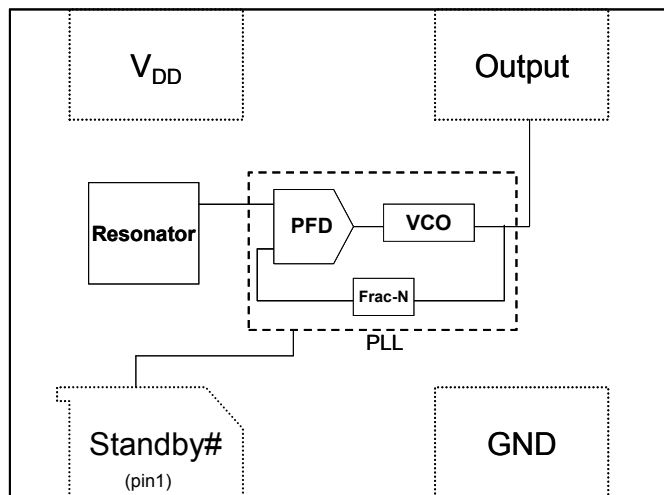 VDD
Output
Resonator
PFD
VCO
Frac-N
PLL
Standby#
(pin1)
GND